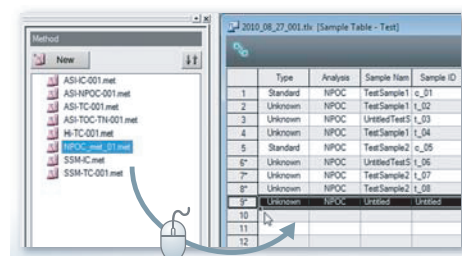 Method
New
ASI-IC-001.met
ASI-NPOC-001.met
ASI-TC-001.met
ASI-TOC-TN-001.met
HI-TC-001.met
NPOC_met_01.met
SSM-IC.met
SSM-TC-001.met
2010_08_27_001.tlx [Sample Table - Test]
Type Analysis Sample Nam Sample ID
1 Standard NPOC TestSample1 c_01
2 Unknown NPOC TestSample1 t_02
3 Unknown NPOC UntitledTestS t_03
4 Unknown NPOC TestSample1 t_04
5 Standard NPOC TestSample2 c_05
6* Unknown NPOC UntitledTestS t_06
7* Unknown NPOC TestSample2 t_07
8* Unknown NPOC TestSample2 t_08
9* Unknown NPOC Untitled Untitled
10
11
12